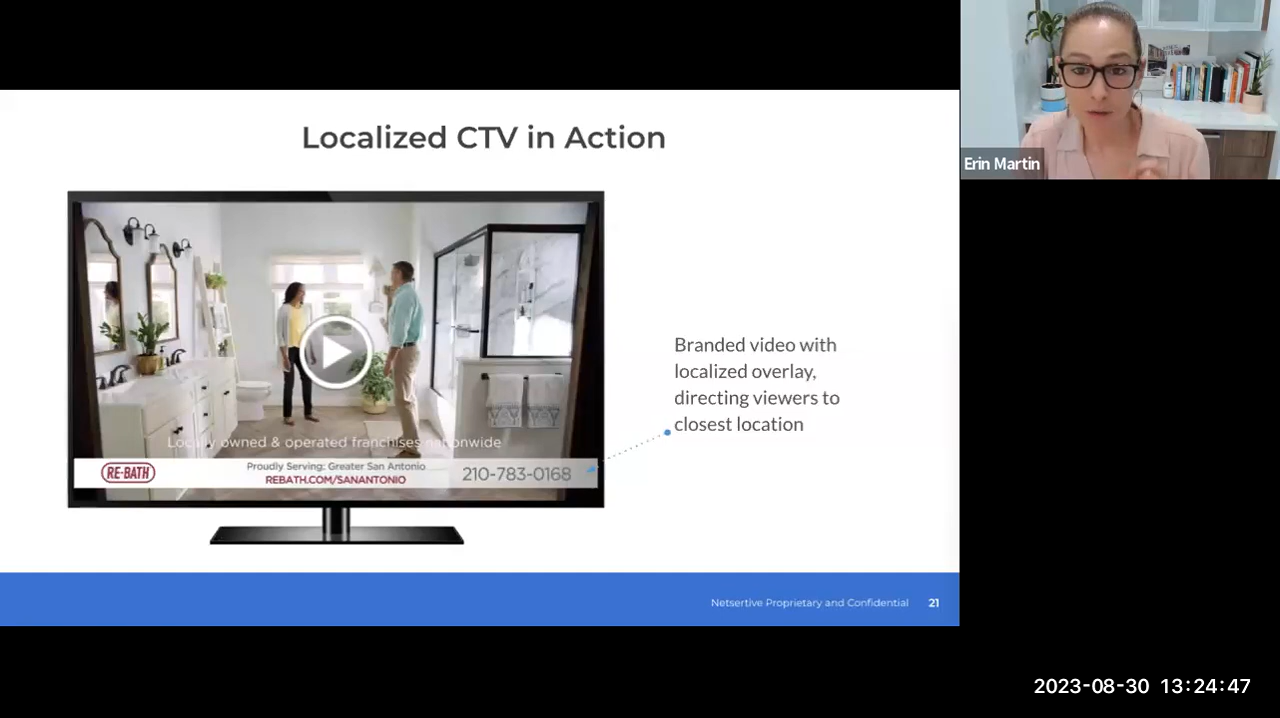 Localized CTV in Action
Branded video with
localized overlay,
directing viewers to
closest location
Locally owned & operated franchises nationwide
RE-BATH
Proudly Serving: Greater San Antonio
REBATH.COM/SANANTONIO
210-783-0168
Netsertive Proprietary and Confidential 21
Erin Martin
2023-08-30 13:24:47